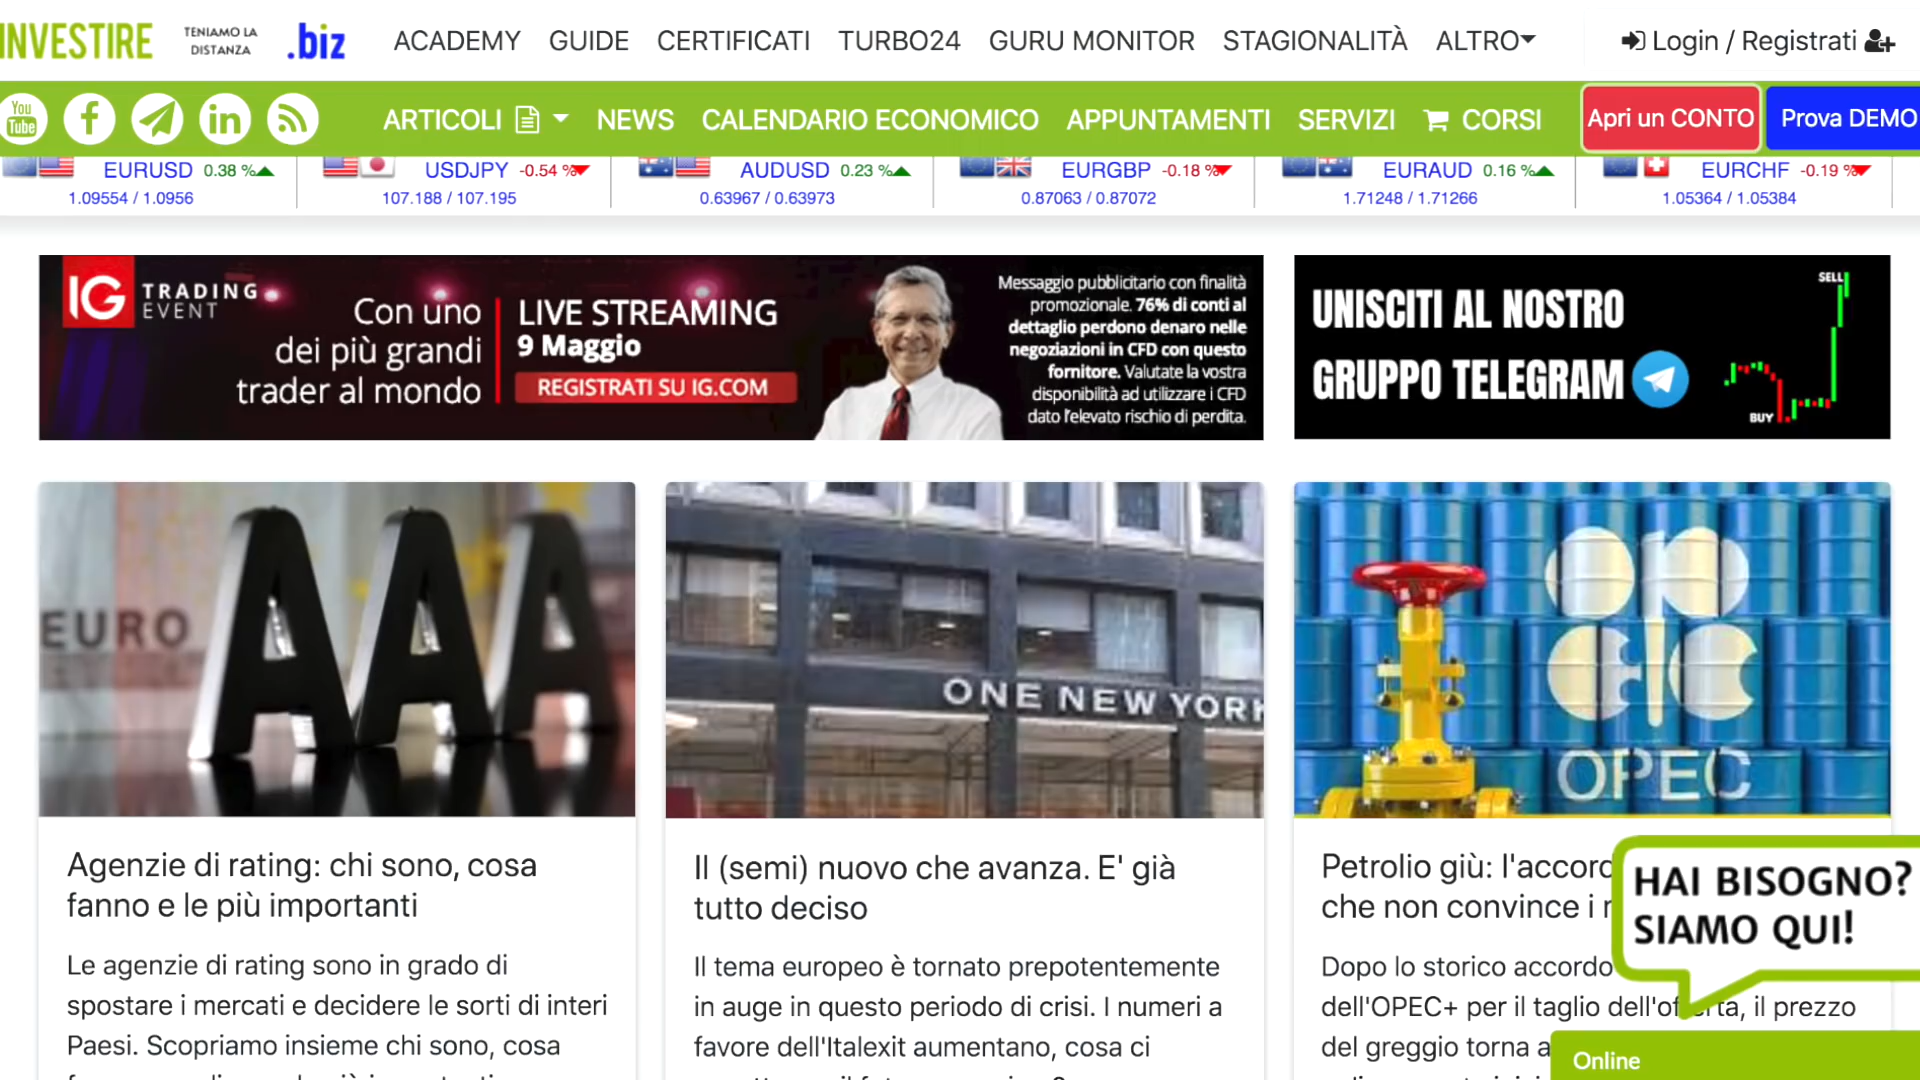 INVESTIRE TENIAMO LA DISTANZA .biz ACADEMY GUIDE CERTIFICATI TURBO24 GURU MONITOR STAGIONALITÀ ALTRO Login / Registrati
You Tube ARTICOLI NEWS CALENDARIO ECONOMICO APPUNTAMENTI SERVIZI CORSI Apri un CONTO Prova DEMO
EURUSD 0.38 % USDJPY -0.54 % AUDUSD 0.23 % EURGBP -0.18 % EURAUD 0.16 % EURCHF -0.19 %
1.09554 / 1.0956 107.188 / 107.195 0.63967 / 0.63973 0.87063 / 0.87072 1.71248 / 1.71266 1.05364 / 1.05384
IG TRADING EVENT
Con uno
dei più grandi
trader al mondo
LIVE STREAMING
9 Maggio
REGISTRATI SU IG.COM
Messaggio pubblicitario con finalità
promozionale. 76% di conti al
dettaglio perdono denaro nelle
negoziazioni in CFD con questo
fornitore. Valutate la vostra
disponibilità ad utilizzare i CFD
dato l'elevato rischio di perdita.
UNISCITI AL NOSTRO
GRUPPO TELEGRAM
SELL
BUY
EURO
AAA
ONE NEW YORK
OPEC
OPEC
Agenzie di rating: chi sono, cosa
fanno e le più importanti
Le agenzie di rating sono in grado di
spostare i mercati e decidere le sorti di interi
Paesi. Scopriamo insieme chi sono, cosa
Il (semi) nuovo che avanza. E' già
tutto deciso
Il tema europeo è tornato prepotentemente
in auge in questo periodo di crisi. I numeri a
favore dell'Italexit aumentano, cosa ci
Petrolio giù: l'accord
che non convince i
Dopo lo storico accordo
dell'OPEC+ per il taglio dell'offerta, il prezzo
del greggio torna a
HAI BISOGNO?
SIAMO QUI!
Online